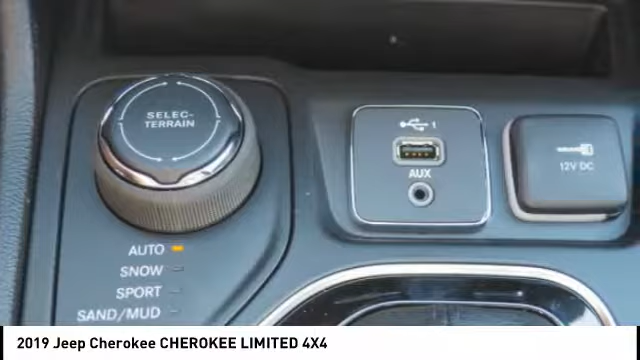 SELEC-
TERRAIN
AUTO
SNOW
SPORT
SAND/MUD
1
AUX
12V DC
2019 Jeep Cherokee CHEROKEE LIMITED 4X4